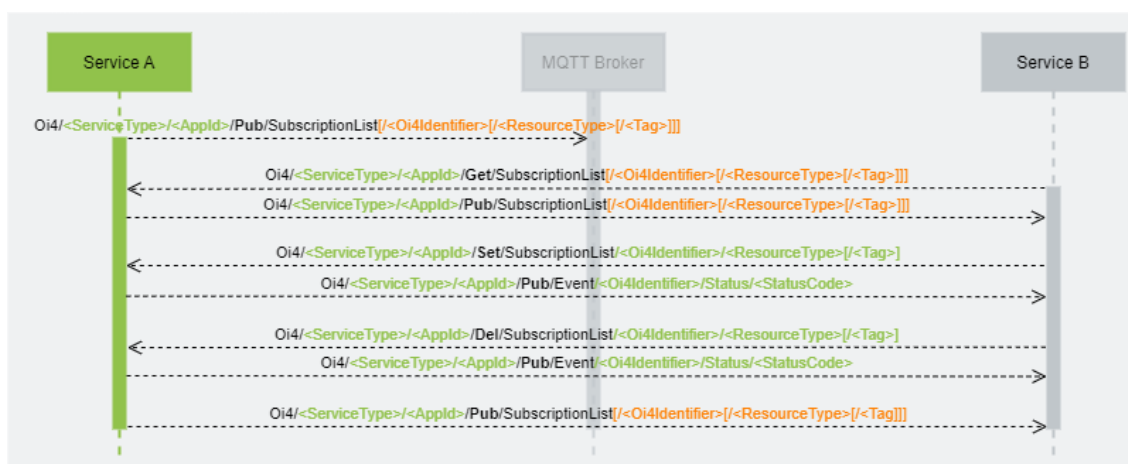 Service A
MQTT Broker
Service B
Oi4/<ServiceType>/<AppId>/Pub/SubscriptionList[/<Oi4Identifier>[/<ResourceType>[/<Tag>]]]
Oi4/<ServiceType>/<AppId>/Get/SubscriptionList[/<Oi4Identifier>[/<ResourceType>[/<Tag>]]]
Oi4/<ServiceType>/<AppId>/Pub/SubscriptionList[/<Oi4Identifier>[/<ResourceType>[/<Tag>]]]
Oi4/<ServiceType>/<AppId>/Set/SubscriptionList/<Oi4Identifier>/<ResourceType>[/<Tag>]
Oi4/<ServiceType>/<AppId>/Pub/Event/<Oi4Identifier>/Status/<StatusCode>
Oi4/<ServiceType>/<AppId>/Del/SubscriptionList/<Oi4Identifier>/<ResourceType>[/<Tag>]
Oi4/<ServiceType>/<AppId>/Pub/Event/<Oi4Identifier>/Status/<StatusCode>
Oi4/<ServiceType>/<AppId>/Pub/SubscriptionList[/<Oi4Identifier>[/<ResourceType>[/<Tag]]]